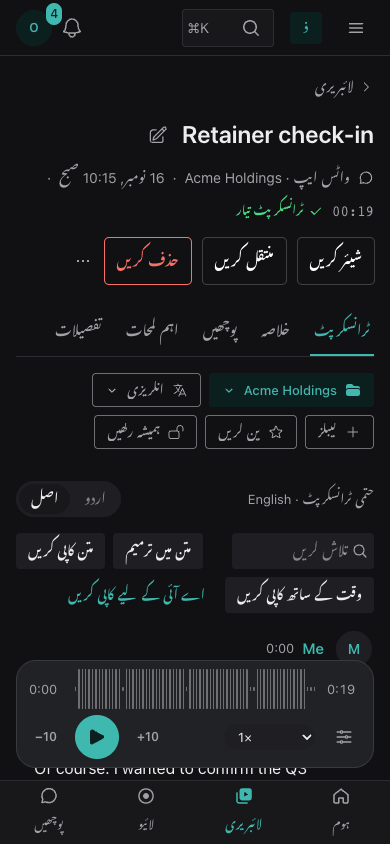 ذ ⌘K 4 O
لائبریری
Retainer check-in
واٹس ایپ · Acme Holdings · 16 نومبر, 10:15 صبح ·
00:19 ✓ ٹرانسکرپٹ تیار
شیئر کریں منتقل کریں حذف کریں ...
ٹرانسکرپٹ خلاصہ پوچھیں اہم لمحات تفصیلات
Acme Holdings انگریزی
+ لیبلز پن کریں ہمیشہ رکھیں
حتمی ٹرانسکرپٹ · English اردو اصل
تلاش کریں متن میں ترمیم متن کاپی کریں
وقت کے ساتھ کاپی کریں اے آئی کے لیے کاپی کریں
M Me 0:00
0:00 0:19
−10 +10 1×
Of course. I wanted to confirm the Q3
ہوم لائبریری لائیو پوچھیں